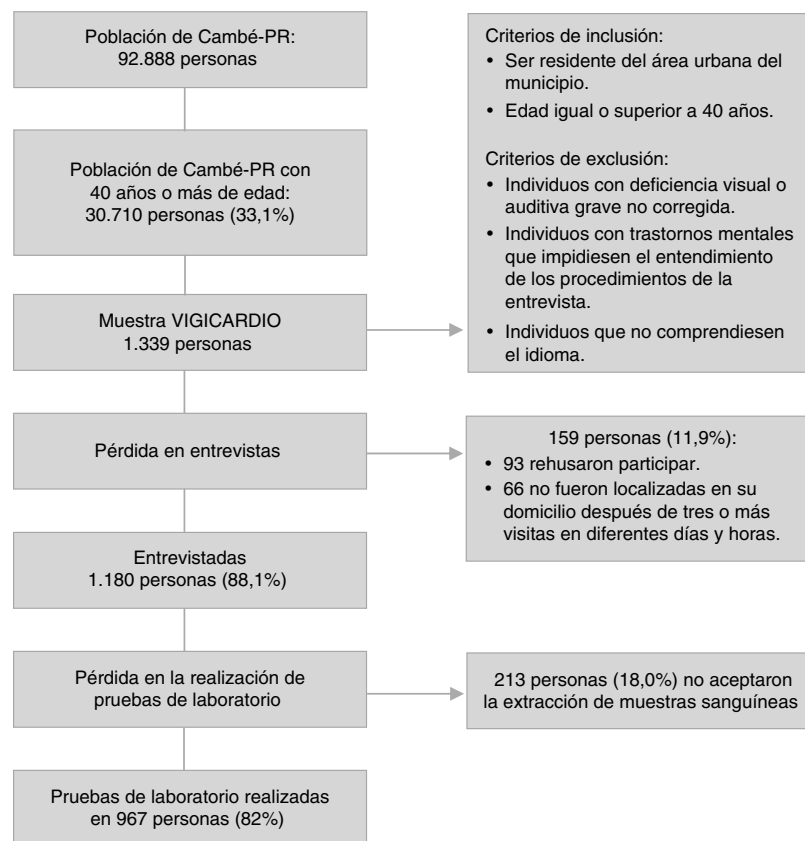 Población de Cambé-PR:
92.888 personas
Población de Cambé-PR con
40 años o más de edad:
30.710 personas (33,1%)
Muestra VIGICARDIO
1.339 personas
Criterios de inclusión:
• Ser residente del área urbana del
municipio.
• Edad igual o superior a 40 años.
Criterios de exclusión:
• Individuos con deficiencia visual o
auditiva grave no corregida.
• Individuos con trastornos mentales
que impidiesen el entendimiento
de los procedimientos de la
entrevista.
• Individuos que no comprendiesen
el idioma.
Pérdida en entrevistas
159 personas (11,9%):
• 93 rehusaron participar.
• 66 no fueron localizadas en su
domicilio después de tres o más
visitas en diferentes días y horas.
Entrevistadas
1.180 personas (88,1%)
Pérdida en la realización de
pruebas de laboratorio
213 personas (18,0%) no aceptaron
la extracción de muestras sanguíneas
Pruebas de laboratorio realizadas
en 967 personas (82%)